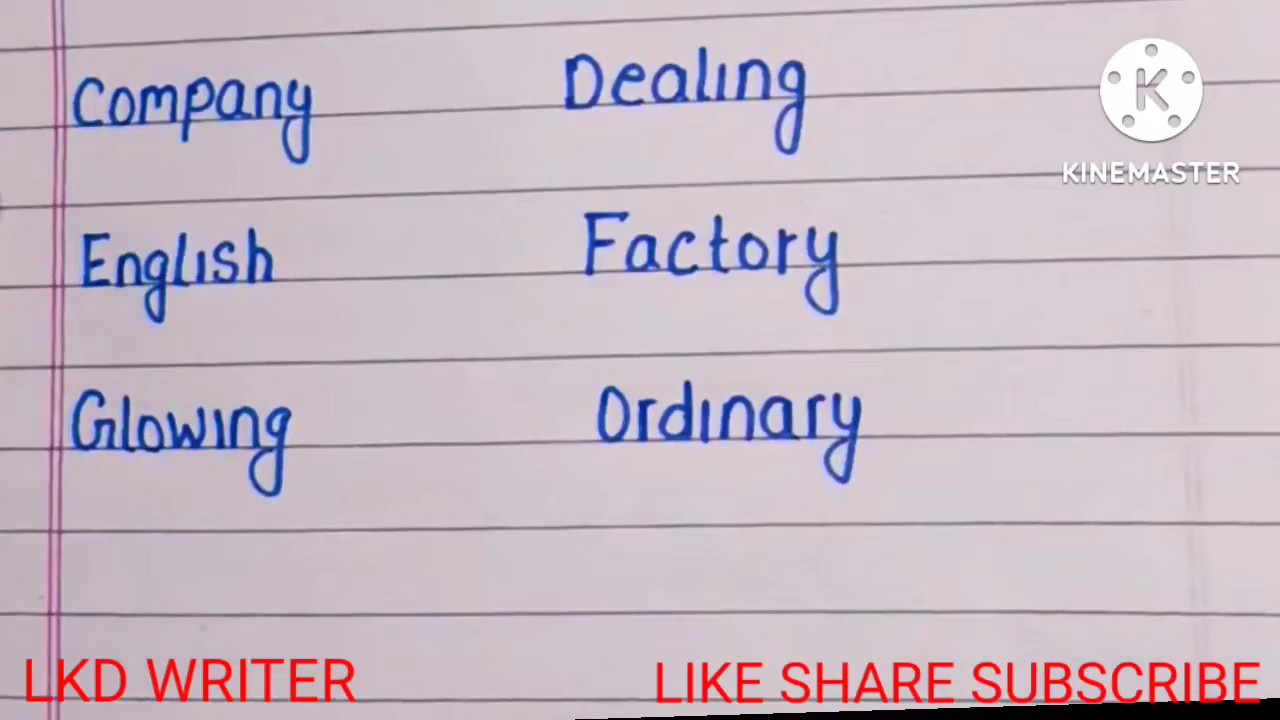 Company Dealing
K
KINEMASTER
English Factory
Glowing Ordinary
LKD WRITER LIKE SHARE SUBSCRIBE